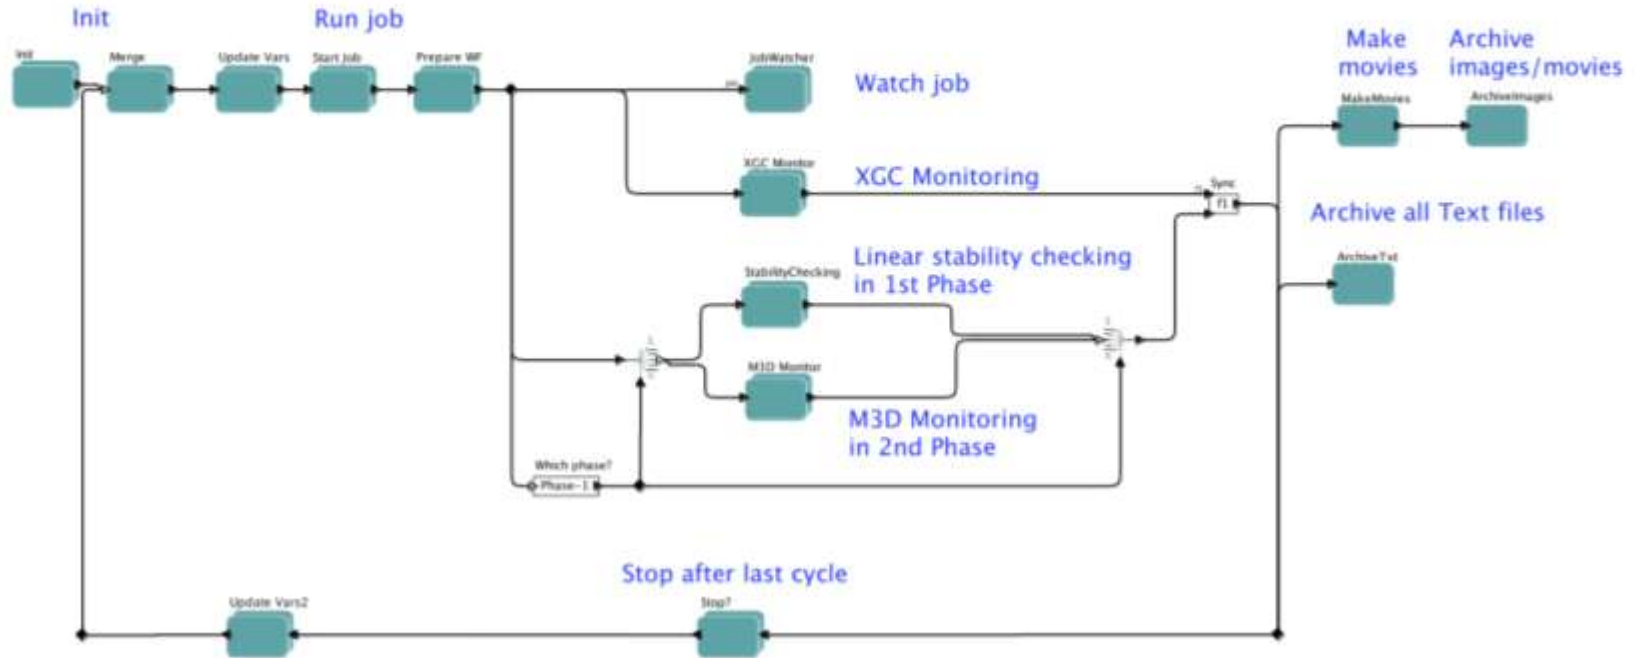 Init
Run job
Init
Merge
Update Vars
Start Job
Prepare WF
JobWatcher
Watch job
Make
movies
Archive
images/movies
MakeMovies
ArchiveImages
XGC Monitor
XGC Monitoring
Sync
f1
Archive all Text files
ArchiveTxt
StabilityChecking
Linear stability checking
in 1st Phase
M3D Monitor
M3D Monitoring
in 2nd Phase
Which phase?
Phase-1
Stop after last cycle
Update Vars2
Stop?